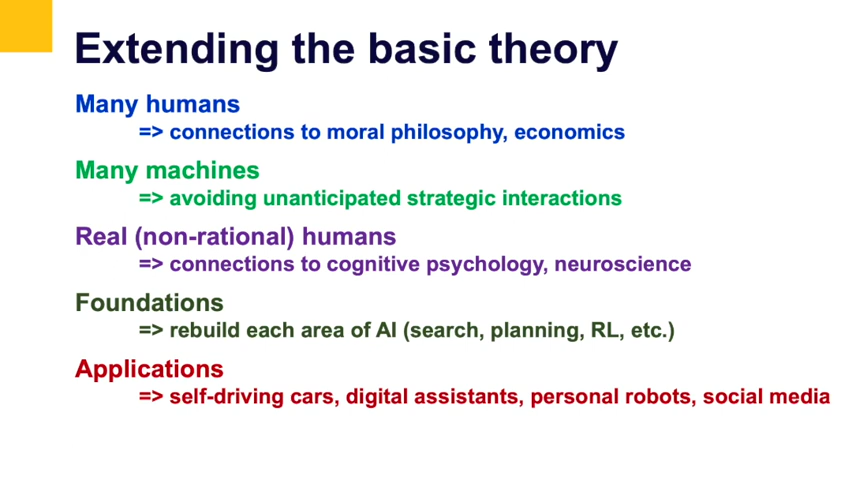 Extending the basic theory
Many humans
=> connections to moral philosophy, economics
Many machines
=> avoiding unanticipated strategic interactions
Real (non-rational) humans
=> connections to cognitive psychology, neuroscience
Foundations
=> rebuild each area of AI (search, planning, RL, etc.)
Applications
=> self-driving cars, digital assistants, personal robots, social media